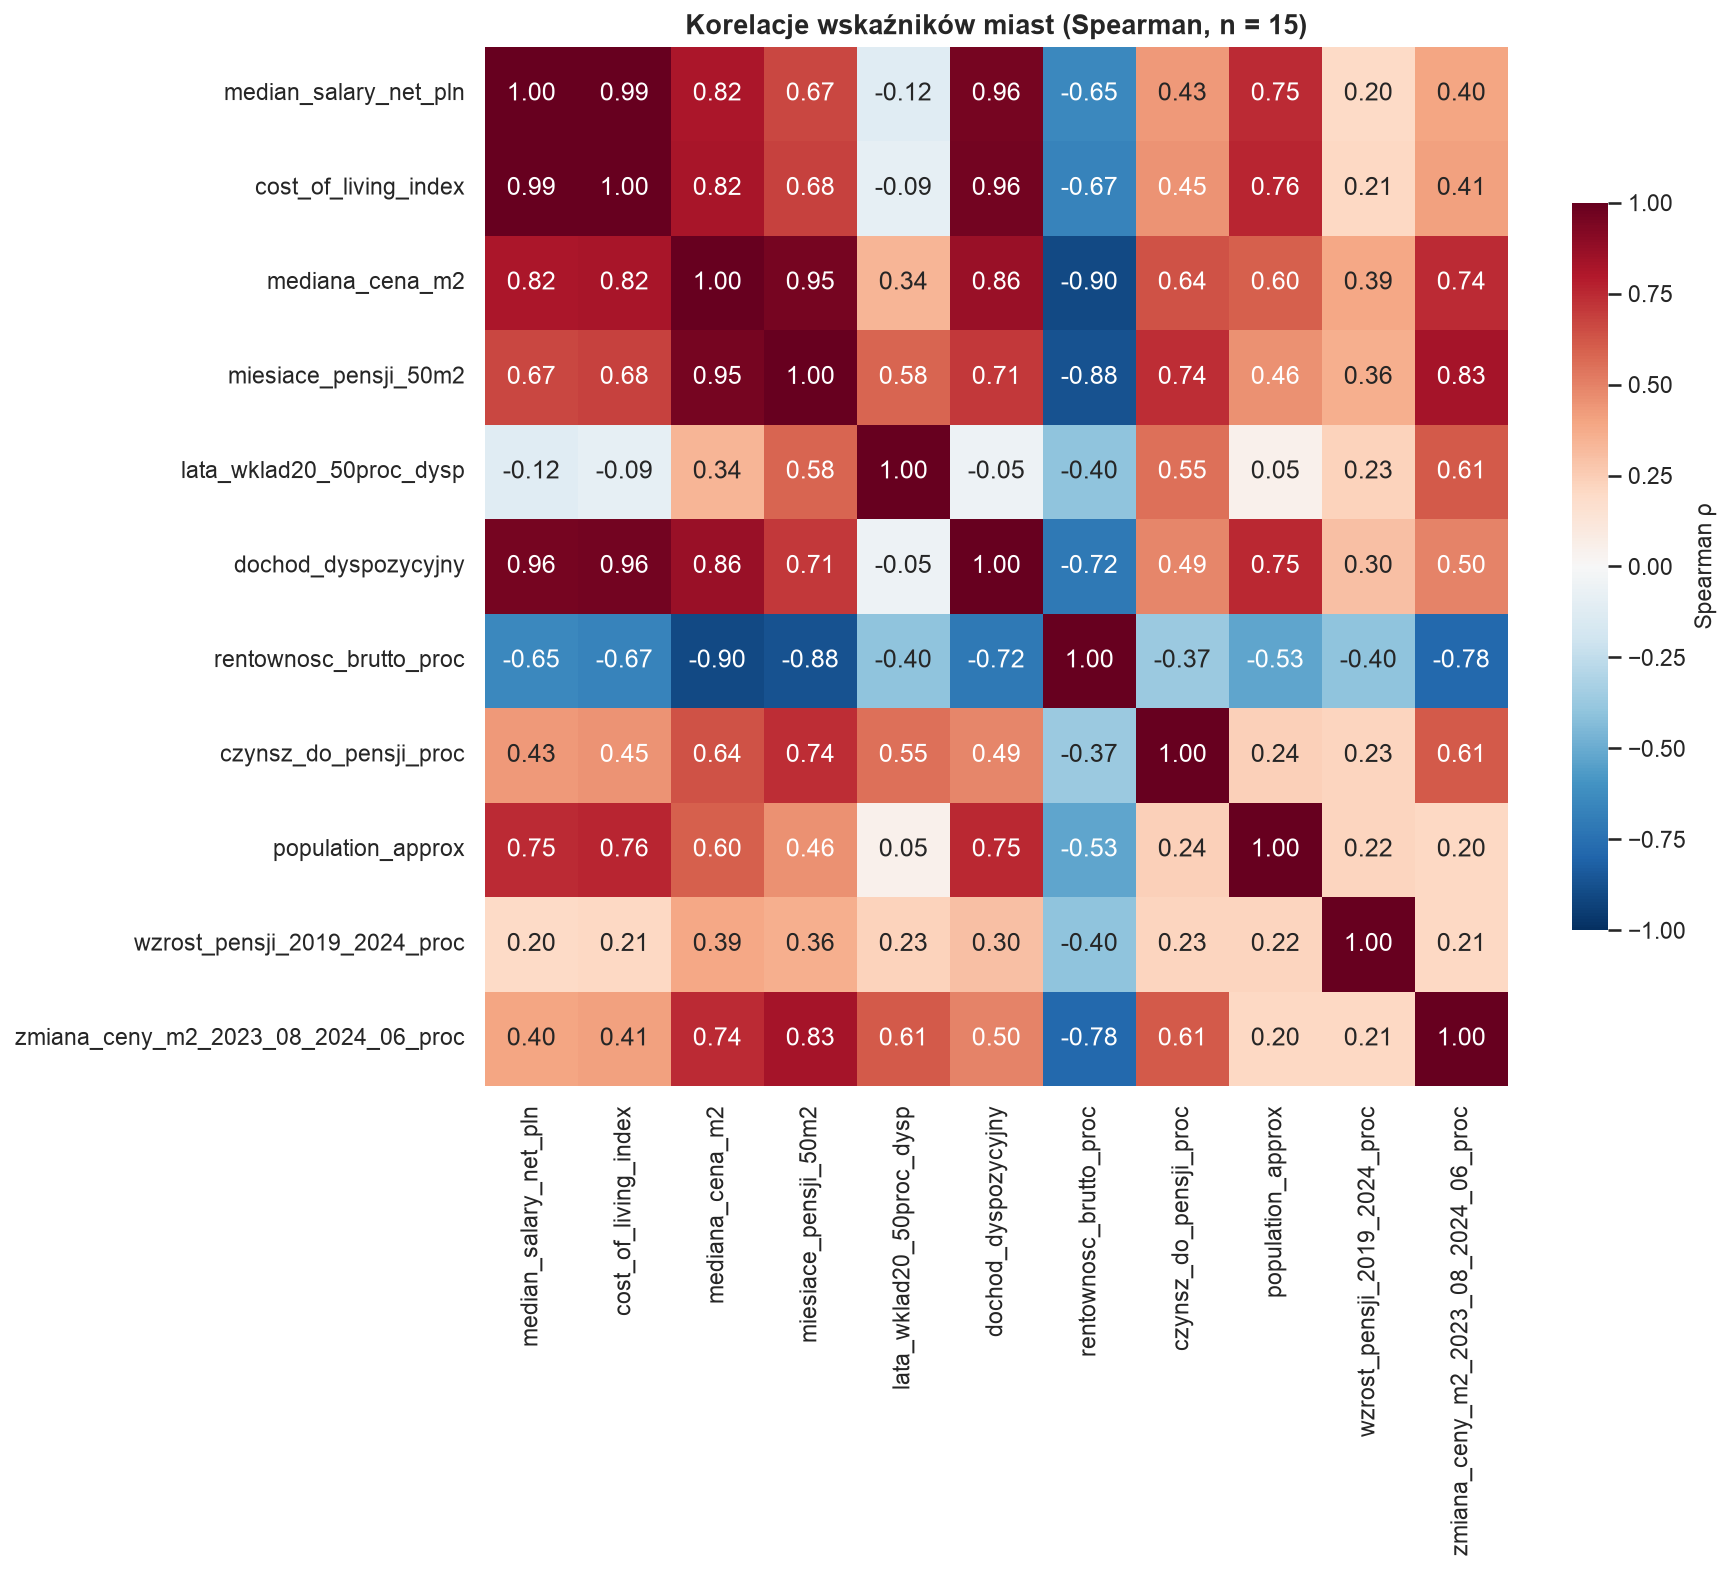 Korelacje wskaźników miast (Spearman, n = 15)
median_salary_net_pln 1.00 0.99 0.82 0.67 -0.12 0.96 -0.65 0.43 0.75 0.20 0.40
cost_of_living_index 0.99 1.00 0.82 0.68 -0.09 0.96 -0.67 0.45 0.76 0.21 0.41
mediana_cena_m2 0.82 0.82 1.00 0.95 0.34 0.86 -0.90 0.64 0.60 0.39 0.74
miesiace_pensji_50m2 0.67 0.68 0.95 1.00 0.58 0.71 -0.88 0.74 0.46 0.36 0.83
lata_wklad20_50proc_dysp -0.12 -0.09 0.34 0.58 1.00 -0.05 -0.40 0.55 0.05 0.23 0.61
dochod_dyspozycyjny 0.96 0.96 0.86 0.71 -0.05 1.00 -0.72 0.49 0.75 0.30 0.50
rentownosc_brutto_proc -0.65 -0.67 -0.90 -0.88 -0.40 -0.72 1.00 -0.37 -0.53 -0.40 -0.78
czynsz_do_pensji_proc 0.43 0.45 0.64 0.74 0.55 0.49 -0.37 1.00 0.24 0.23 0.61
population_approx 0.75 0.76 0.60 0.46 0.05 0.75 -0.53 0.24 1.00 0.22 0.20
wzrost_pensji_2019_2024_proc 0.20 0.21 0.39 0.36 0.23 0.30 -0.40 0.23 0.22 1.00 0.21
zmiana_ceny_m2_2023_08_2024_06_proc 0.40 0.41 0.74 0.83 0.61 0.50 -0.78 0.61 0.20 0.21 1.00
median_salary_net_pln
cost_of_living_index
mediana_cena_m2
miesiace_pensji_50m2
lata_wklad20_50proc_dysp
dochod_dyspozycyjny
rentownosc_brutto_proc
czynsz_do_pensji_proc
population_approx
wzrost_pensji_2019_2024_proc
zmiana_ceny_m2_2023_08_2024_06_proc
1.00
0.75
0.50
0.25
0.00
−0.25
−0.50
−0.75
−1.00
Spearman ρ